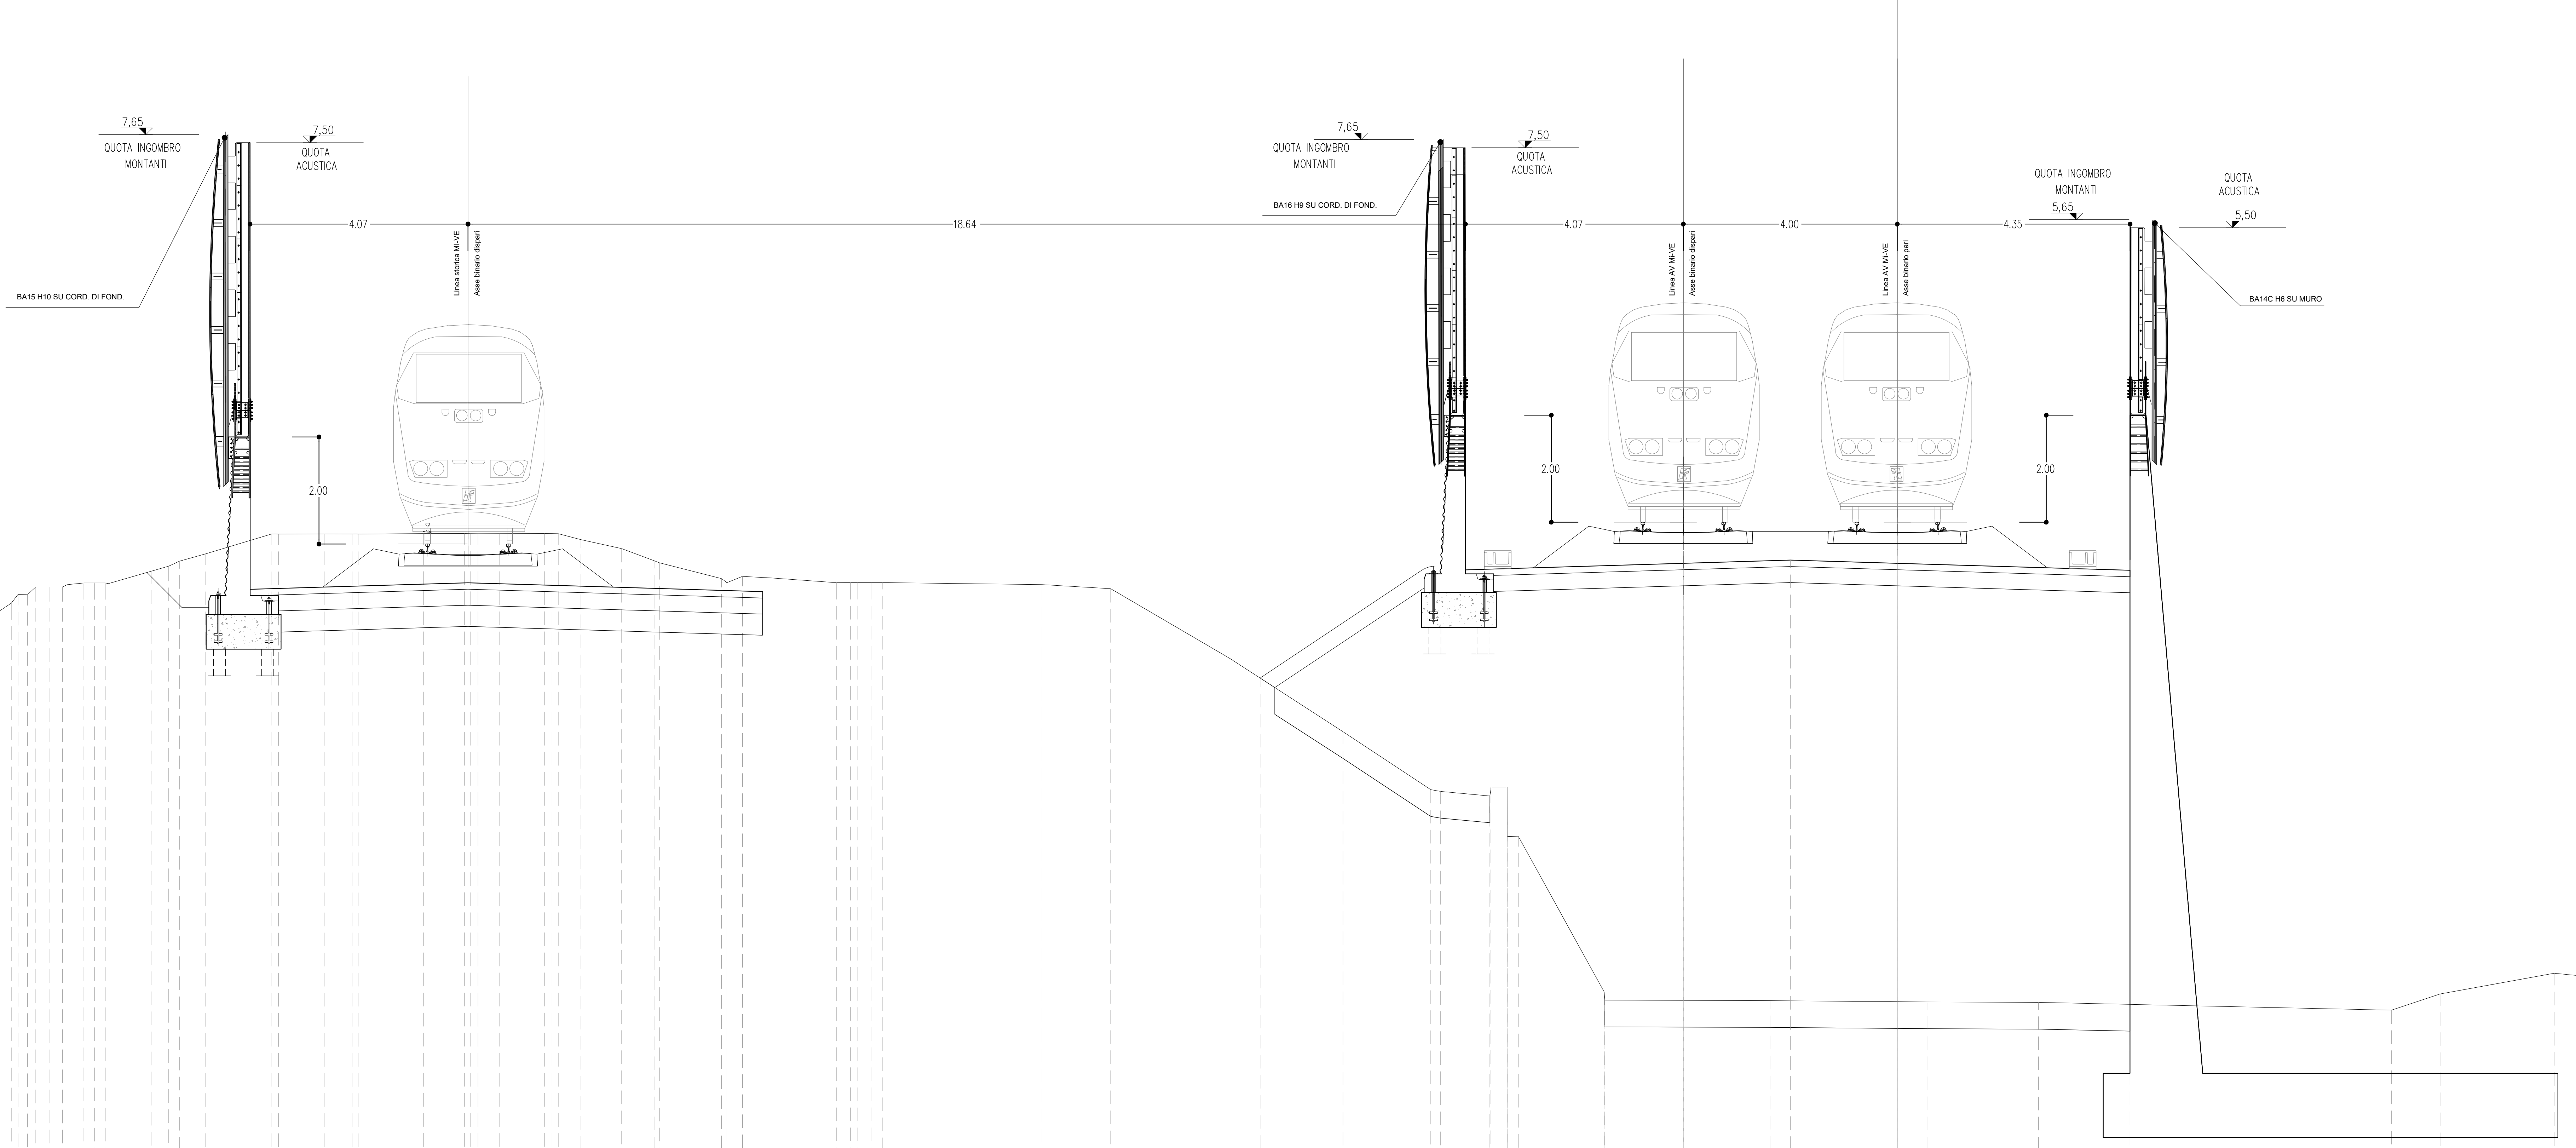 7,65
QUOTA INGOMBRO
MONTANTI
7,50
QUOTA
ACUSTICA
BA15 H10 SU CORD. DI FOND.
4.07
Linea storica MI-VE
Asse binario dispari
18.64
2.00
7,65
QUOTA INGOMBRO
MONTANTI
7,50
QUOTA
ACUSTICA
BA16 H9 SU CORD. DI FOND.
4.07
Linea AV MI-VE
Asse binario dispari
4.00
Linea AV MI-VE
Asse binario pari
4.35
2.00
2.00
QUOTA INGOMBRO
MONTANTI
5,65
QUOTA
ACUSTICA
5,50
BA14C H6 SU MURO